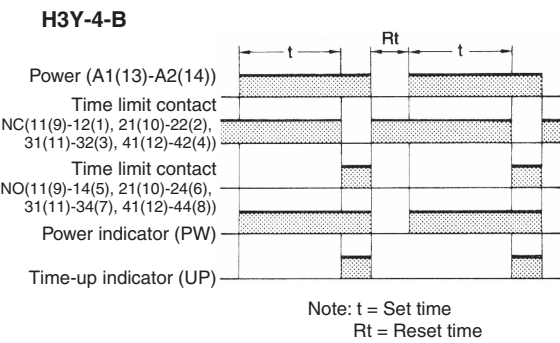 H3Y-4-B
t
Rt
t
Power (A1(13)-A2(14))
Time limit contact
NC(11(9)-12(1), 21(10)-22(2),
31(11)-32(3), 41(12)-42(4))
Time limit contact
NO(11(9)-14(5), 21(10)-24(6),
31(11)-34(7), 41(12)-44(8))
Power indicator (PW)
Time-up indicator (UP)
Note: t = Set time
Rt = Reset time